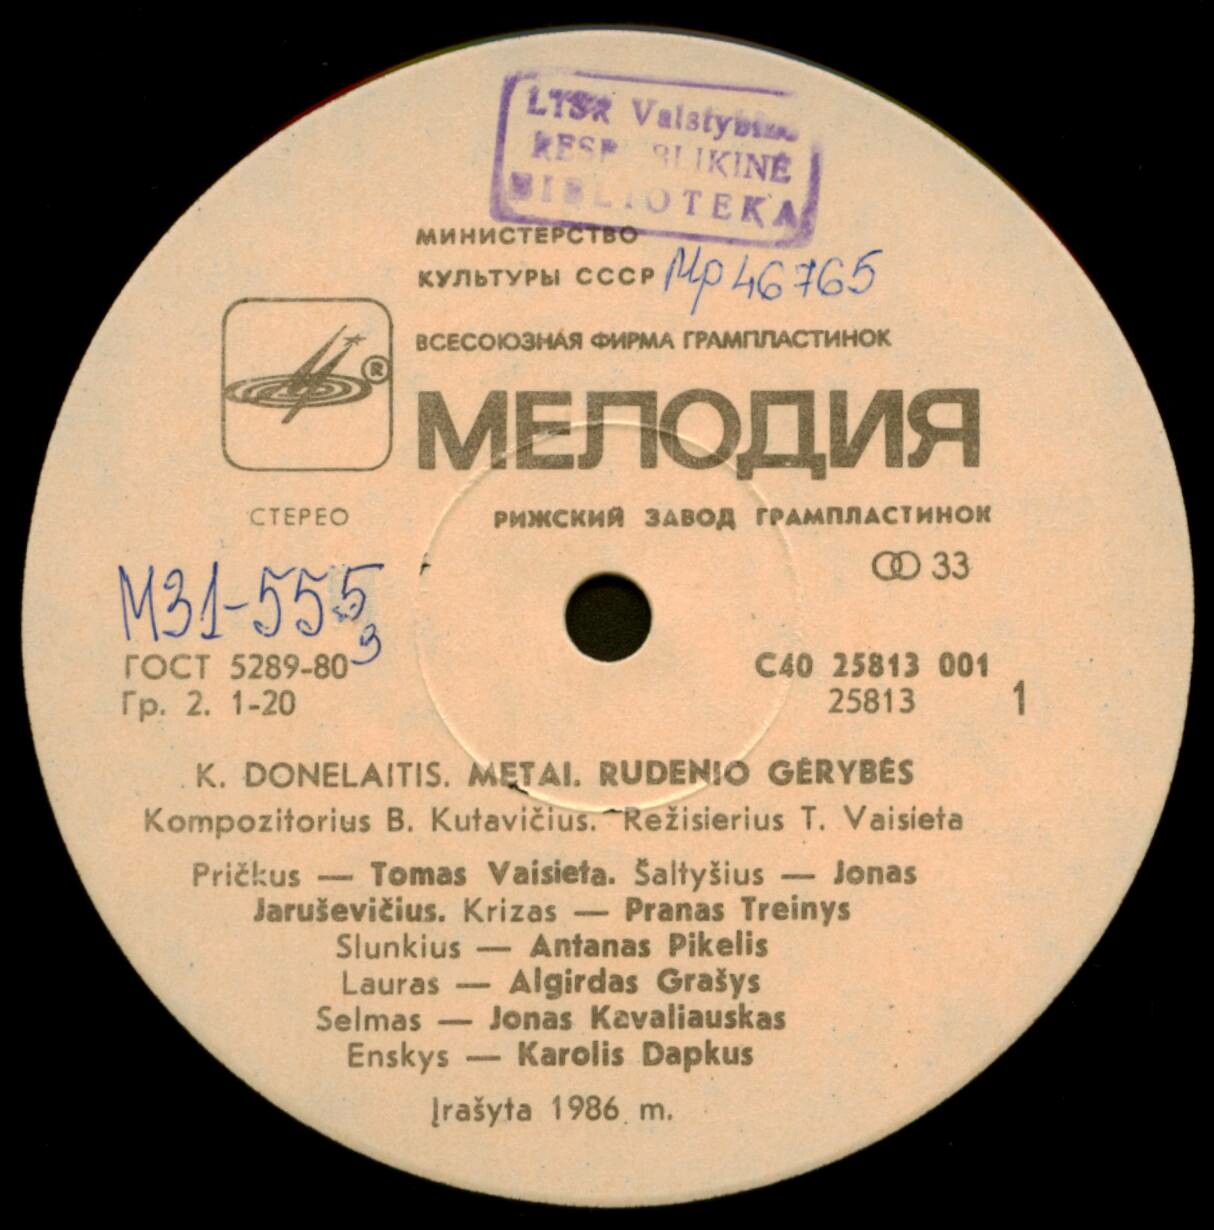 LTSR Valstybinė
RESPUBLIKINĖ
BIBLIOTEKA
МИНИСТЕРСТВО
КУЛЬТУРЫ СССР Мр 46765
ВСЕСОЮЗНАЯ ФИРМА ГРАМПЛАСТИНОК
®
МЕЛОДИЯ
СТЕРЕО
РИЖСКИЙ ЗАВОД ГРАМПЛАСТИНОК
33
М31-555
3
ГОСТ 5289-80
Гр. 2. 1-20
С40 25813 001
25813 1
K. DONELAITIS. METAI. RUDENIO GĖRYBĖS
Kompozitorius B. Kutavičius. Režisierius T. Vaisieta
Pričkus — Tomas Vaisieta. Šaltyšius — Jonas
Jaruševičius. Krizas — Pranas Treinys
Slunkius — Antanas Pikelis
Lauras — Algirdas Grašys
Selmas — Jonas Kavaliauskas
Enskys — Karolis Dapkus
Įrašyta 1986 m.